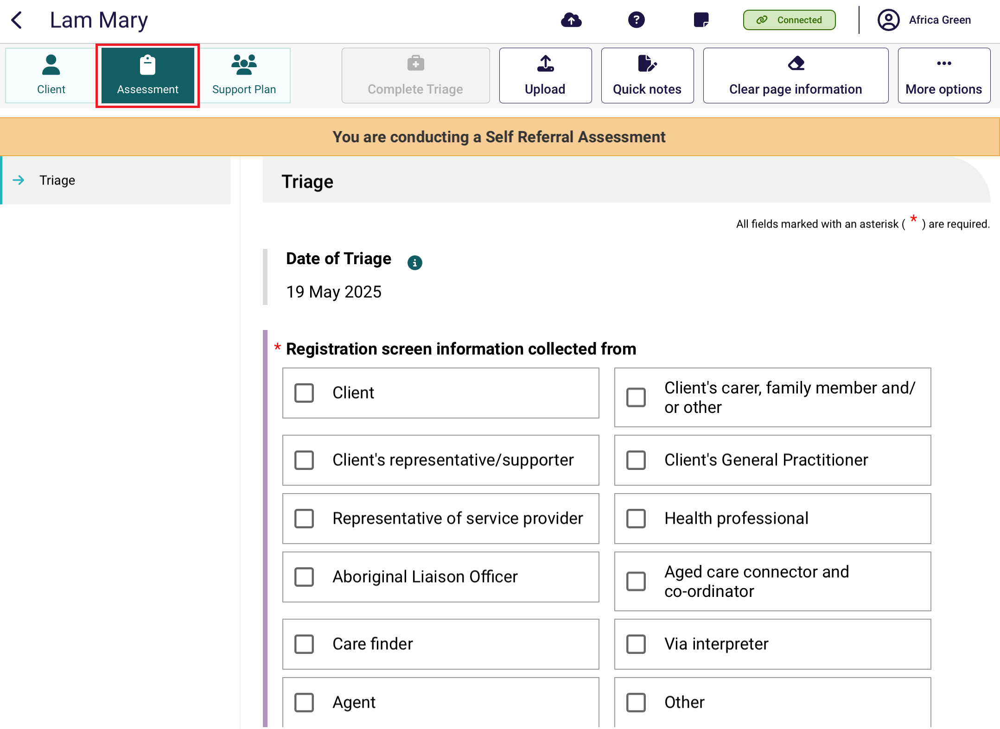 Lam Mary
?
Connected
Africa Green
Client
Assessment
Support Plan
Complete Triage
Upload
Quick notes
Clear page information
More options
You are conducting a Self Referral Assessment
Triage
Triage
All fields marked with an asterisk ( * ) are required.
Date of Triage i
19 May 2025
* Registration screen information collected from
Client
Client's carer, family member and/
or other
Client's representative/supporter
Client's General Practitioner
Representative of service provider
Health professional
Aboriginal Liaison Officer
Aged care connector and
co-ordinator
Care finder
Via interpreter
Agent
Other